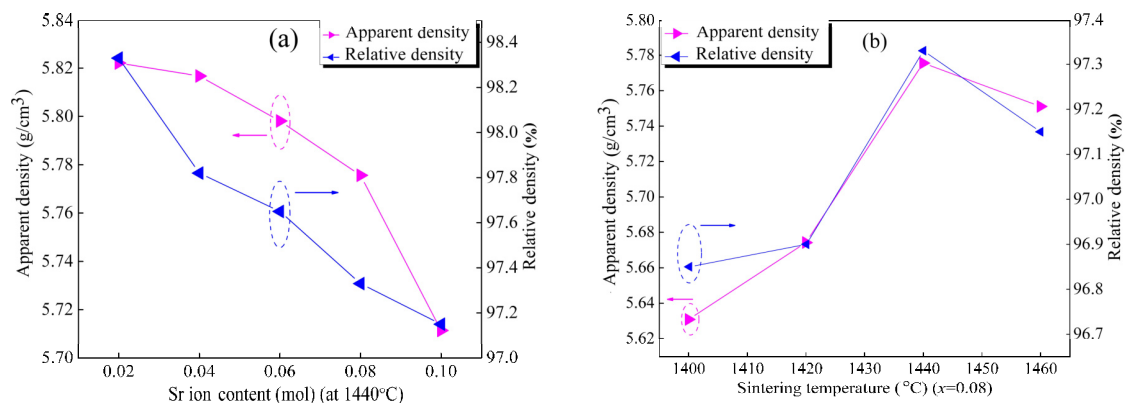 (a)
Apparent density
Relative density
5.84
5.82
5.80
5.78
5.76
5.74
5.72
5.70
Apparent density (g/cm³)
98.4
98.2
98.0
97.8
97.6
97.4
97.2
97.0
Relative density (%)
0.02 0.04 0.06 0.08 0.10
Sr ion content (mol) (at 1440°C)
(b)
Apparent density
Relative density
5.80
5.78
5.76
5.74
5.72
5.70
5.68
5.66
5.64
5.62
Apparent density (g/cm³)
97.4
97.3
97.2
97.1
97.0
96.9
96.8
96.7
Relative density (%)
1400 1410 1420 1430 1440 1450 1460
Sintering temperature (°C) (x=0.08)